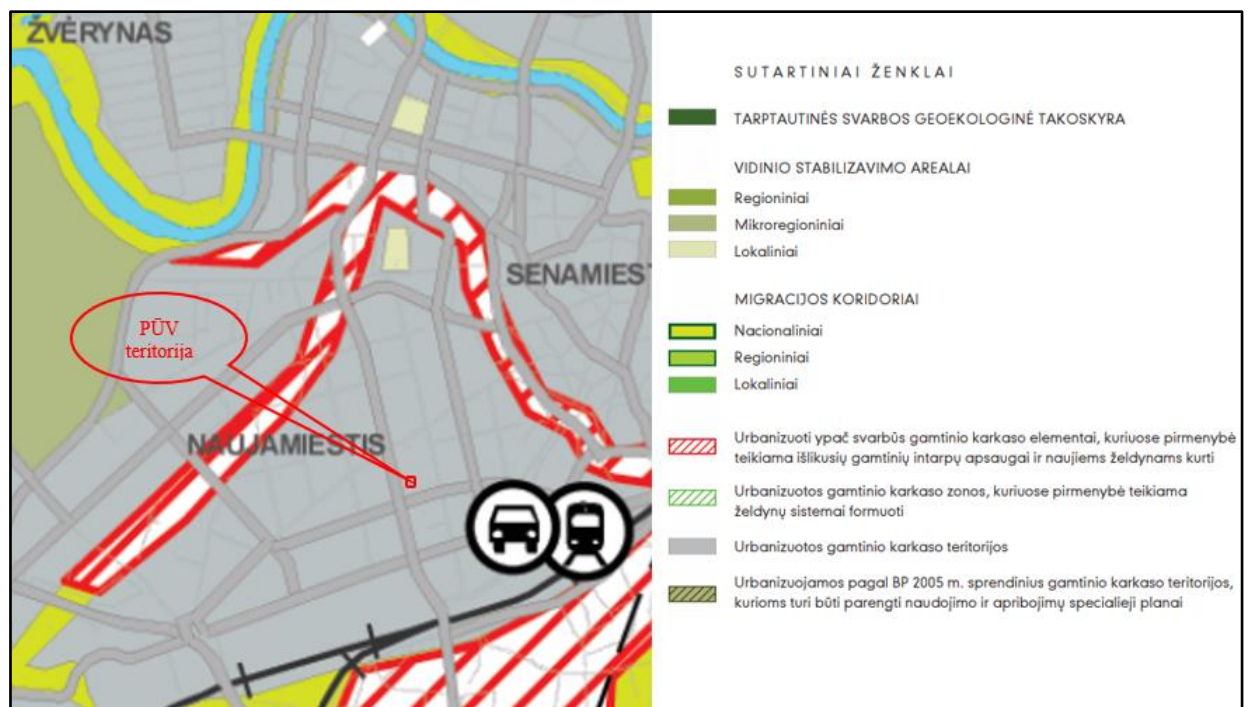 ŽVĖRYNAS
SENAMIEST
PŪV
teritorija
NAUJAMIESTIS
SUTARTINIAI ŽENKLAI
TARPTAUTINĖS SVARBOS GEOEKOLOGINĖ TAKOSKYRA
VIDINIO STABILIZAVIMO AREALAI
Regioniniai
Mikroregioniniai
Lokaliniai
MIGRACIJOS KORIDORIAI
Nacionaliniai
Regioniniai
Lokaliniai
Urbanizuoti ypač svarbūs gamtinio karkaso elementai, kuriuose pirmenybė
teikiama išlikusių gamtinių intarpų apsaugai ir naujiems želdynams kurti
Urbanizuotos gamtinio karkaso zonos, kuriuose pirmenybė teikiama
želdynų sistemai formuoti
Urbanizuotos gamtinio karkaso teritorijos
Urbanizuojamos pagal BP 2005 m. sprendinius gamtinio karkaso teritorijos,
kurioms turi būti parengti naudojimo ir apribojimų specialieji planai